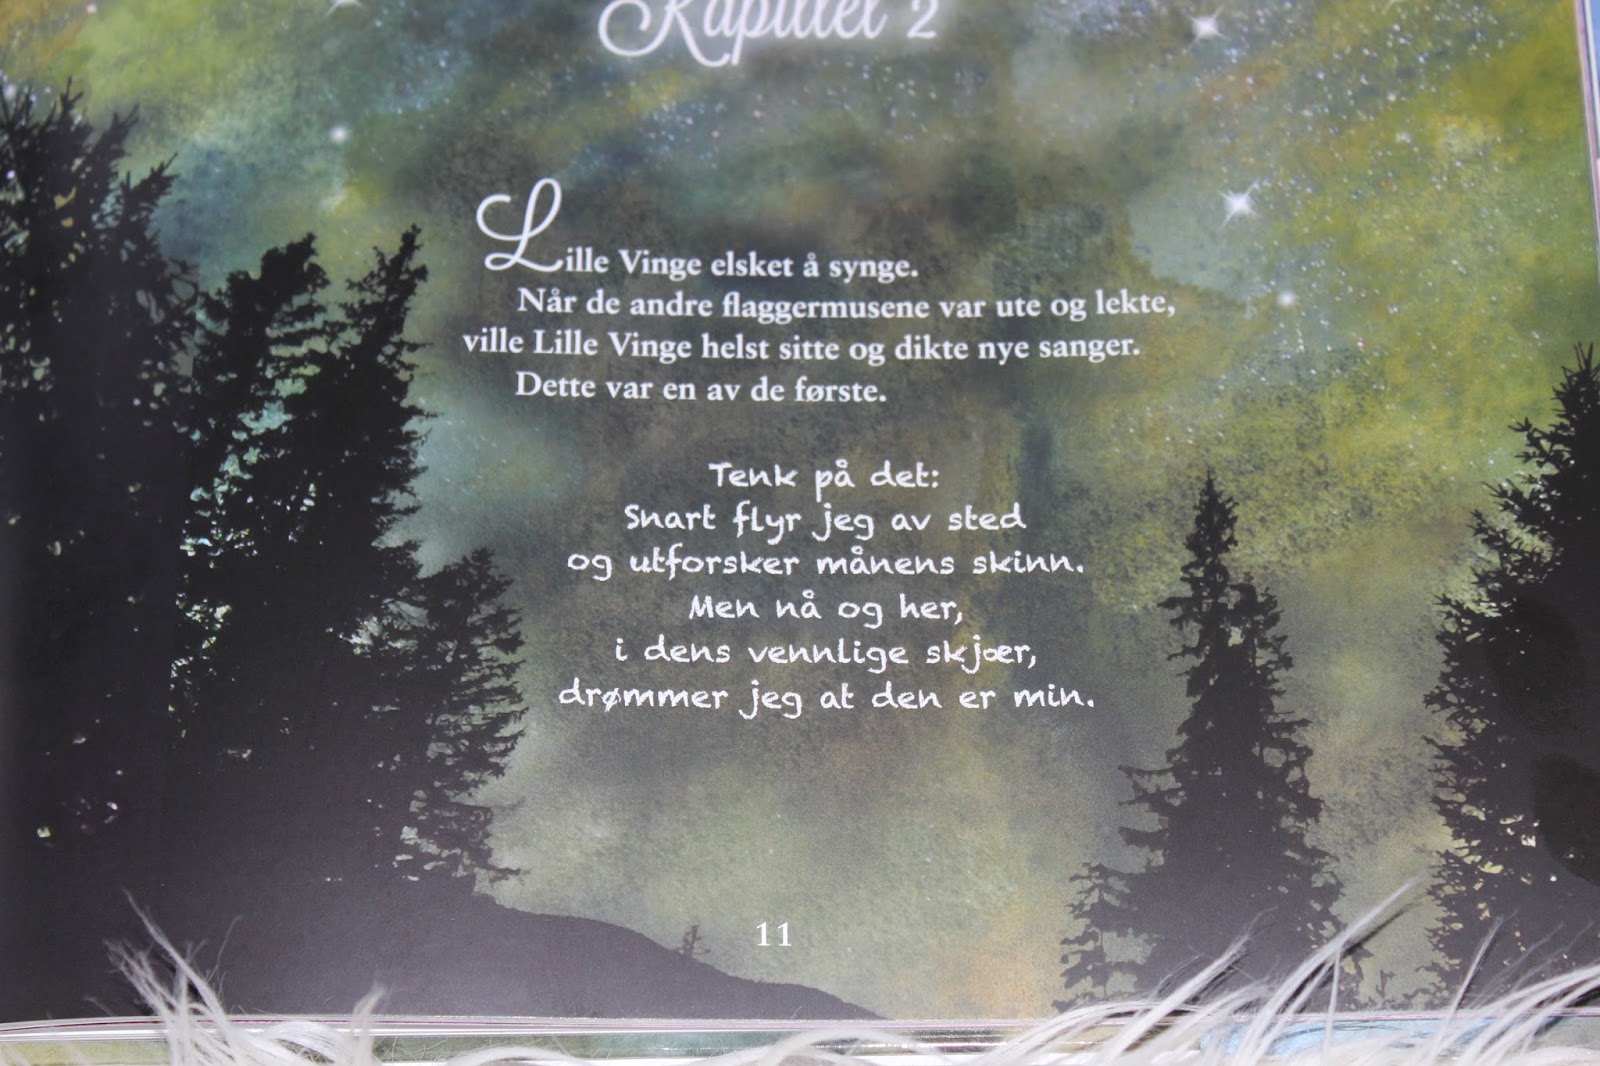 Kapittel 2
Lille Vinge elsket å synge.
Når de andre flaggermusene var ute og lekte,
ville Lille Vinge helst sitte og dikte nye sanger.
Dette var en av de første.
Tenk på det:
Snart flyr jeg av sted
og utforsker månens skinn.
Men nå og her,
i dens vennlige skjær,
drømmer jeg at den er min.
11